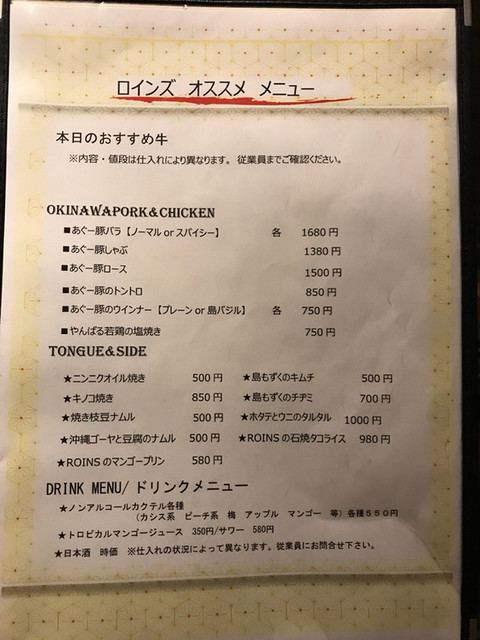 ロインズ オススメ メニュー
本日のおすすめ牛
※内容・値段は仕入れにより異なります。従業員までご確認ください。
OKINAWAPORK&CHICKEN
■あぐー豚バラ【ノーマル or スパイシー】 各 1680円
■あぐー豚しゃぶ 1380円
■あぐー豚ロース 1500円
■あぐー豚のトントロ 850円
■あぐー豚のウインナー【プレーン or 島バジル】 各 750円
■やんばる若鶏の塩焼き 750円
TONGUE&SIDE
★ニンニクオイル焼き 500円 ★島もずくのキムチ 500円
★キノコ焼き 850円 ★島もずくのチヂミ 700円
★焼き枝豆ナムル 500円 ★ホタテとウニのタルタル 1000円
★沖縄ゴーヤと豆腐のナムル 500円 ★ROINSの石焼タコライス 980円
★ROINSのマンゴープリン 580円
DRINK MENU/ドリンクメニュー
★ノンアルコールカクテル各種
（カシス系 ピーチ系 梅 アップル マンゴー 等）各種550円
★トロピカルマンゴージュース 350円/サワー 580円
★日本酒 時価 ※仕入れの状況によって異なります。従業員にお問合せ下さい。